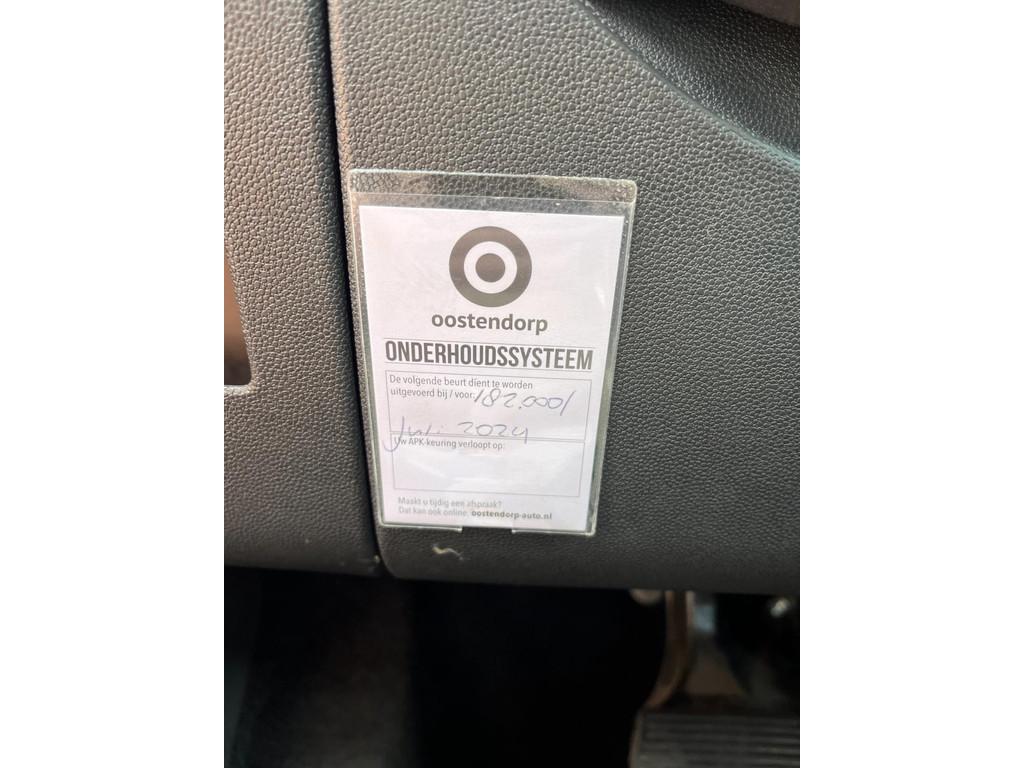 oostendorp
ONDERHOUDSSYSTEEM
De volgende beurt dient te worden
uitgevoerd bij / voor: 182.000/
Juli 2024
Uw APK-keuring verloopt op:
Maakt u tijdig een afspraak?
Dat kan ook online: oostendorp-auto.nl